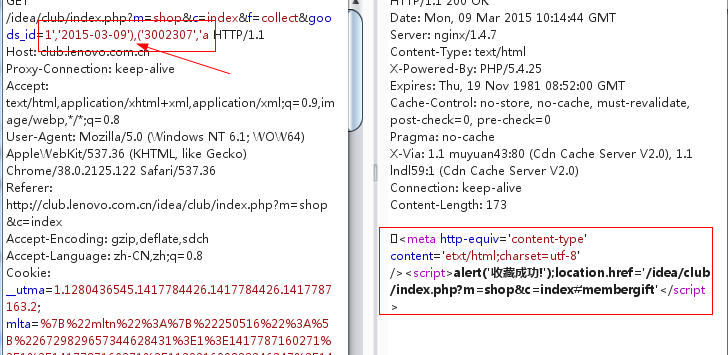 GET
/idea/club/index.php?m=shop&c=index&f=collect&goo
ds_id=1','2015-03-09'),('3002307','a HTTP/1.1
Host: club.lenovo.com.cn
Proxy-Connection: keep-alive
Accept:
text/html,application/xhtml+xml,application/xml;q=0.9,im
age/webp,*/*;q=0.8
User-Agent: Mozilla/5.0 (Windows NT 6.1; WOW64)
AppleWebKit/537.36 (KHTML, like Gecko)
Chrome/38.0.2125.122 Safari/537.36
Referer:
http://club.lenovo.com.cn/idea/club/index.php?m=shop
&c=index
Accept-Encoding: gzip,deflate,sdch
Accept-Language: zh-CN,zh;q=0.8
Cookie:
__utma=1.1280436545.1417784426.1417784426.1417787
163.2;
mlta=%7B%22mltn%22%3A%7B%22250516%22%3A%5
B%226729829657344628431%3E1%3E1417787160271%
HTTP/1.1 200 OK
Date: Mon, 09 Mar 2015 10:14:44 GMT
Server: nginx/1.4.7
Content-Type: text/html
X-Powered-By: PHP/5.4.25
Expires: Thu, 19 Nov 1981 08:52:00 GMT
Cache-Control: no-store, no-cache, must-revalidate,
post-check=0, pre-check=0
Pragma: no-cache
X-Via: 1.1 muyuan43:80 (Cdn Cache Server V2.0), 1.1
lndl59:1 (Cdn Cache Server V2.0)
Connection: keep-alive
Content-Length: 173
<meta http-equiv='content-type'
content='etxt/html;charset=utf-8'
/><script>alert('收藏成功!');location.href='/idea/club
/index.php?m=shop&c=index#membergift'</script
>